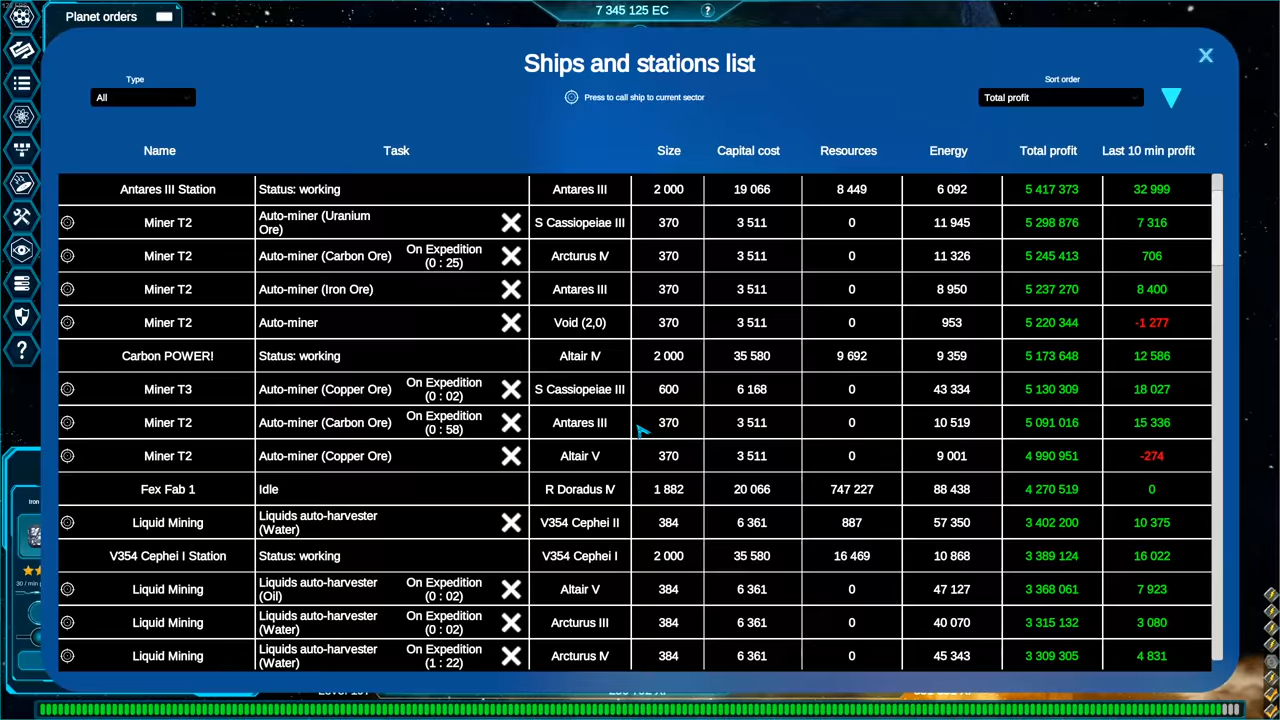 Planet orders
7 345 125 EC
?
Ships and stations list
X
Type
Sort order
All
Press to call ship to current sector
Total profit
Name Task Size Capital cost Resources Energy Total profit Last 10 min profit
Antares III Station Status: working Antares III 2 000 19 066 8 449 6 092 5 417 373 32 999
Miner T2 Auto-miner (Uranium Ore) S Cassiopeiae III 370 3 511 0 11 945 5 298 876 7 316
Miner T2 Auto-miner (Carbon Ore) On Expedition (0 : 25) Arcturus IV 370 3 511 0 11 326 5 245 413 706
Miner T2 Auto-miner (Iron Ore) Antares III 370 3 511 0 8 950 5 237 270 8 400
Miner T2 Auto-miner Void (2,0) 370 3 511 0 953 5 220 344 -1 277
Carbon POWER! Status: working Altair IV 2 000 35 580 9 692 9 359 5 173 648 12 586
Miner T3 Auto-miner (Copper Ore) On Expedition (0 : 02) S Cassiopeiae III 600 6 168 0 43 334 5 130 309 18 027
Miner T2 Auto-miner (Carbon Ore) On Expedition (0 : 58) Antares III 370 3 511 0 10 519 5 091 016 15 336
Miner T2 Auto-miner (Copper Ore) Altair V 370 3 511 0 9 001 4 990 951 -274
Fex Fab 1 Idle R Doradus IV 1 882 20 066 747 227 88 438 4 270 519 0
Liquid Mining Liquids auto-harvester (Water) V354 Cephei II 384 6 361 887 57 350 3 402 200 10 375
V354 Cephei I Station Status: working V354 Cephei I 2 000 35 580 16 469 10 868 3 389 124 16 022
Liquid Mining Liquids auto-harvester (Oil) On Expedition (0 : 02) Altair V 384 6 361 0 47 127 3 368 061 7 923
Liquid Mining Liquids auto-harvester (Water) On Expedition (0 : 02) Arcturus III 384 6 361 0 40 070 3 315 132 3 080
Liquid Mining Liquids auto-harvester (Water) On Expedition (1 : 22) Arcturus IV 384 6 361 0 45 343 3 309 305 4 831
?
Iron
30 / min